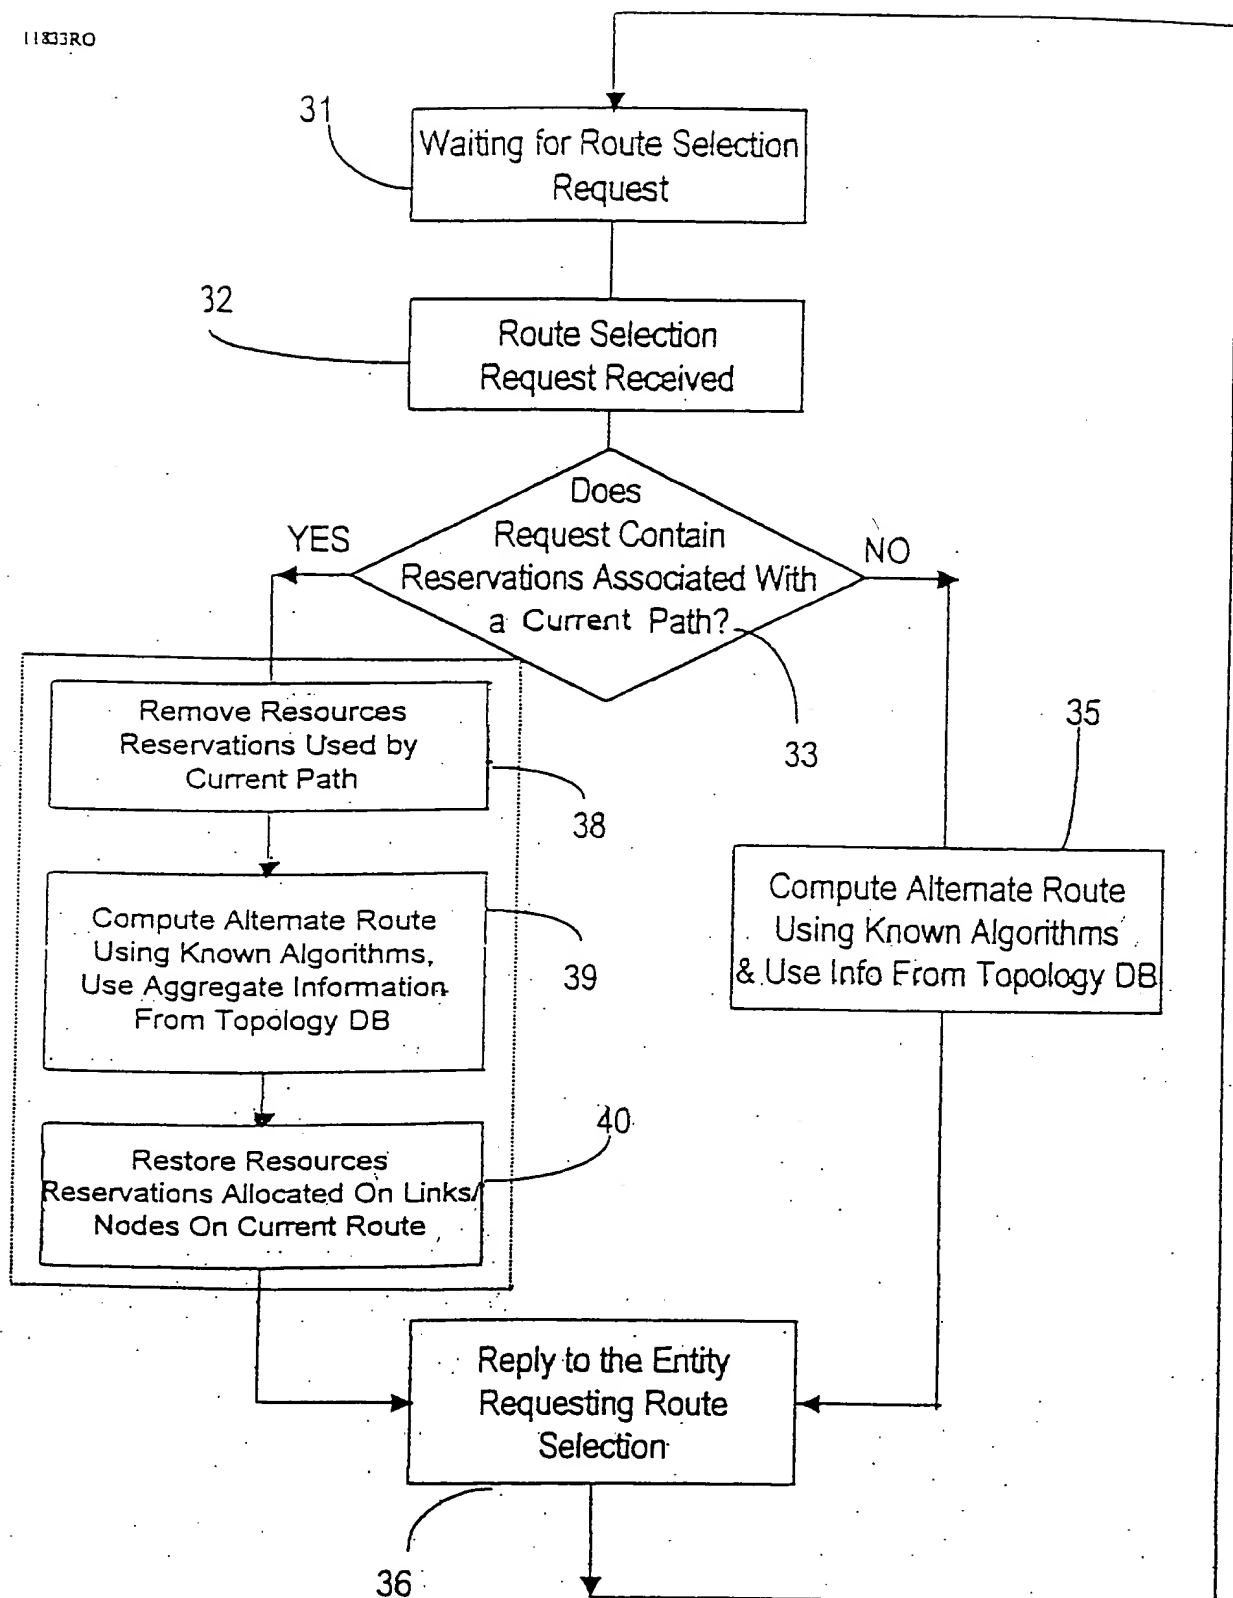 11833RO
31
Waiting for Route Selection
Request
32
Route Selection
Request Received
Does
Request Contain
Reservations Associated With
a Current Path?
YES
NO
33
Remove Resources
Reservations Used by
Current Path
38
35
Compute Alternate Route
Using Known Algorithms,
Use Aggregate Information
From Topology DB
39
Compute Alternate Route
Using Known Algorithms
& Use Info From Topology DB
40
Restore Resources
Reservations Allocated On Links/
Nodes On Current Route
Reply to the Entity
Requesting Route
Selection
36